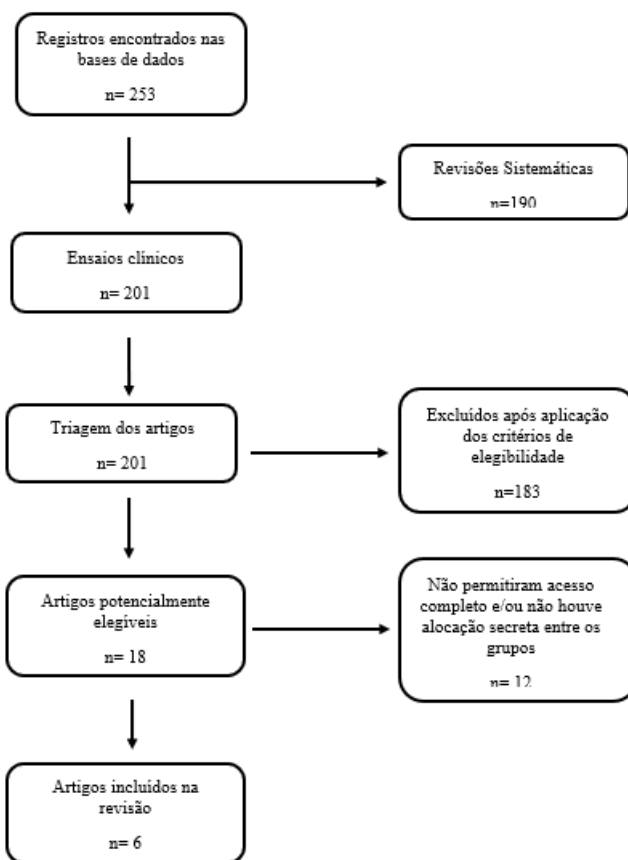 Registros encontrados nas
bases de dados
n= 253
Revisões Sistemáticas
n=190
Ensaios clínicos
n= 201
Triagem dos artigos
n= 201
Excluídos após aplicação
dos critérios de
elegibilidade
n=183
Artigos potencialmente
elegíveis
n= 18
Não permitiram acesso
completo e/ou não houve
alocação secreta entre os
grupos
n= 12
Artigos incluídos na
revisão
n= 6